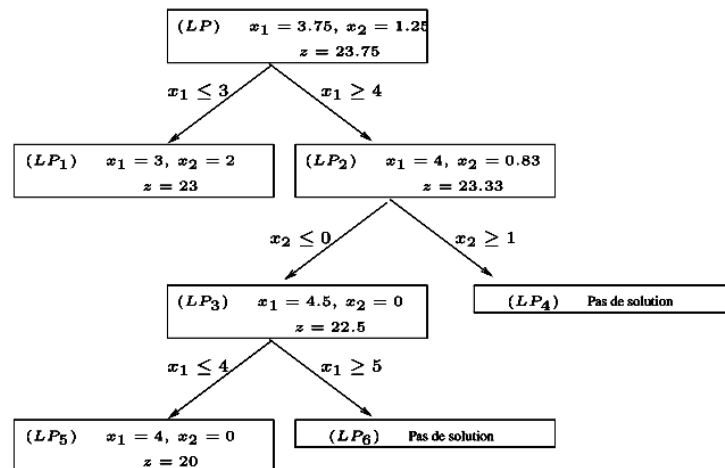 (LP) x₁ = 3.75, x₂ = 1.25
z = 23.75
x₁ ≤ 3
x₁ ≥ 4
(LP₁) x₁ = 3, x₂ = 2
z = 23
(LP₂) x₁ = 4, x₂ = 0.83
z = 23.33
x₂ ≤ 0
x₂ ≥ 1
(LP₃) x₁ = 4.5, x₂ = 0
z = 22.5
(LP₄) Pas de solution
x₁ ≤ 4
x₁ ≥ 5
(LP₅) x₁ = 4, x₂ = 0
z = 20
(LP₆) Pas de solution